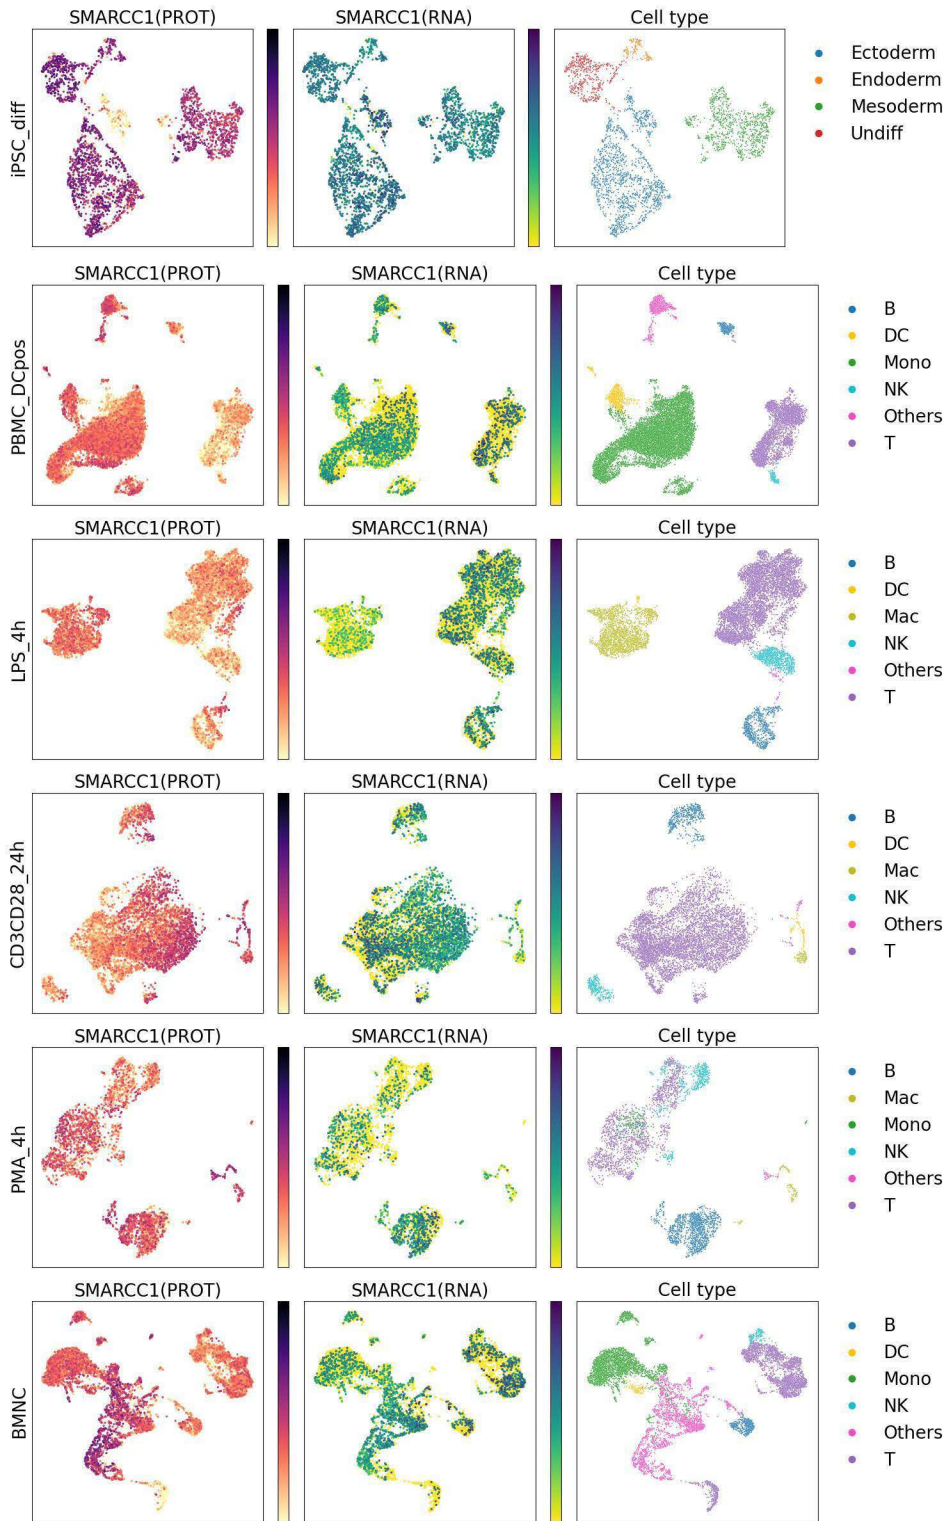 SMARCC1(PROT) SMARCC1(RNA) Cell type
iPSC_diff
Ectoderm
Endoderm
Mesoderm
Undiff
SMARCC1(PROT) SMARCC1(RNA) Cell type
PBMC_DCpos
B
DC
Mono
NK
Others
T
SMARCC1(PROT) SMARCC1(RNA) Cell type
LPS_4h
B
DC
Mac
NK
Others
T
SMARCC1(PROT) SMARCC1(RNA) Cell type
CD3CD28_24h
B
DC
Mac
NK
Others
T
SMARCC1(PROT) SMARCC1(RNA) Cell type
PMA_4h
B
Mac
Mono
NK
Others
T
SMARCC1(PROT) SMARCC1(RNA) Cell type
BMNC
B
DC
Mono
NK
Others
T